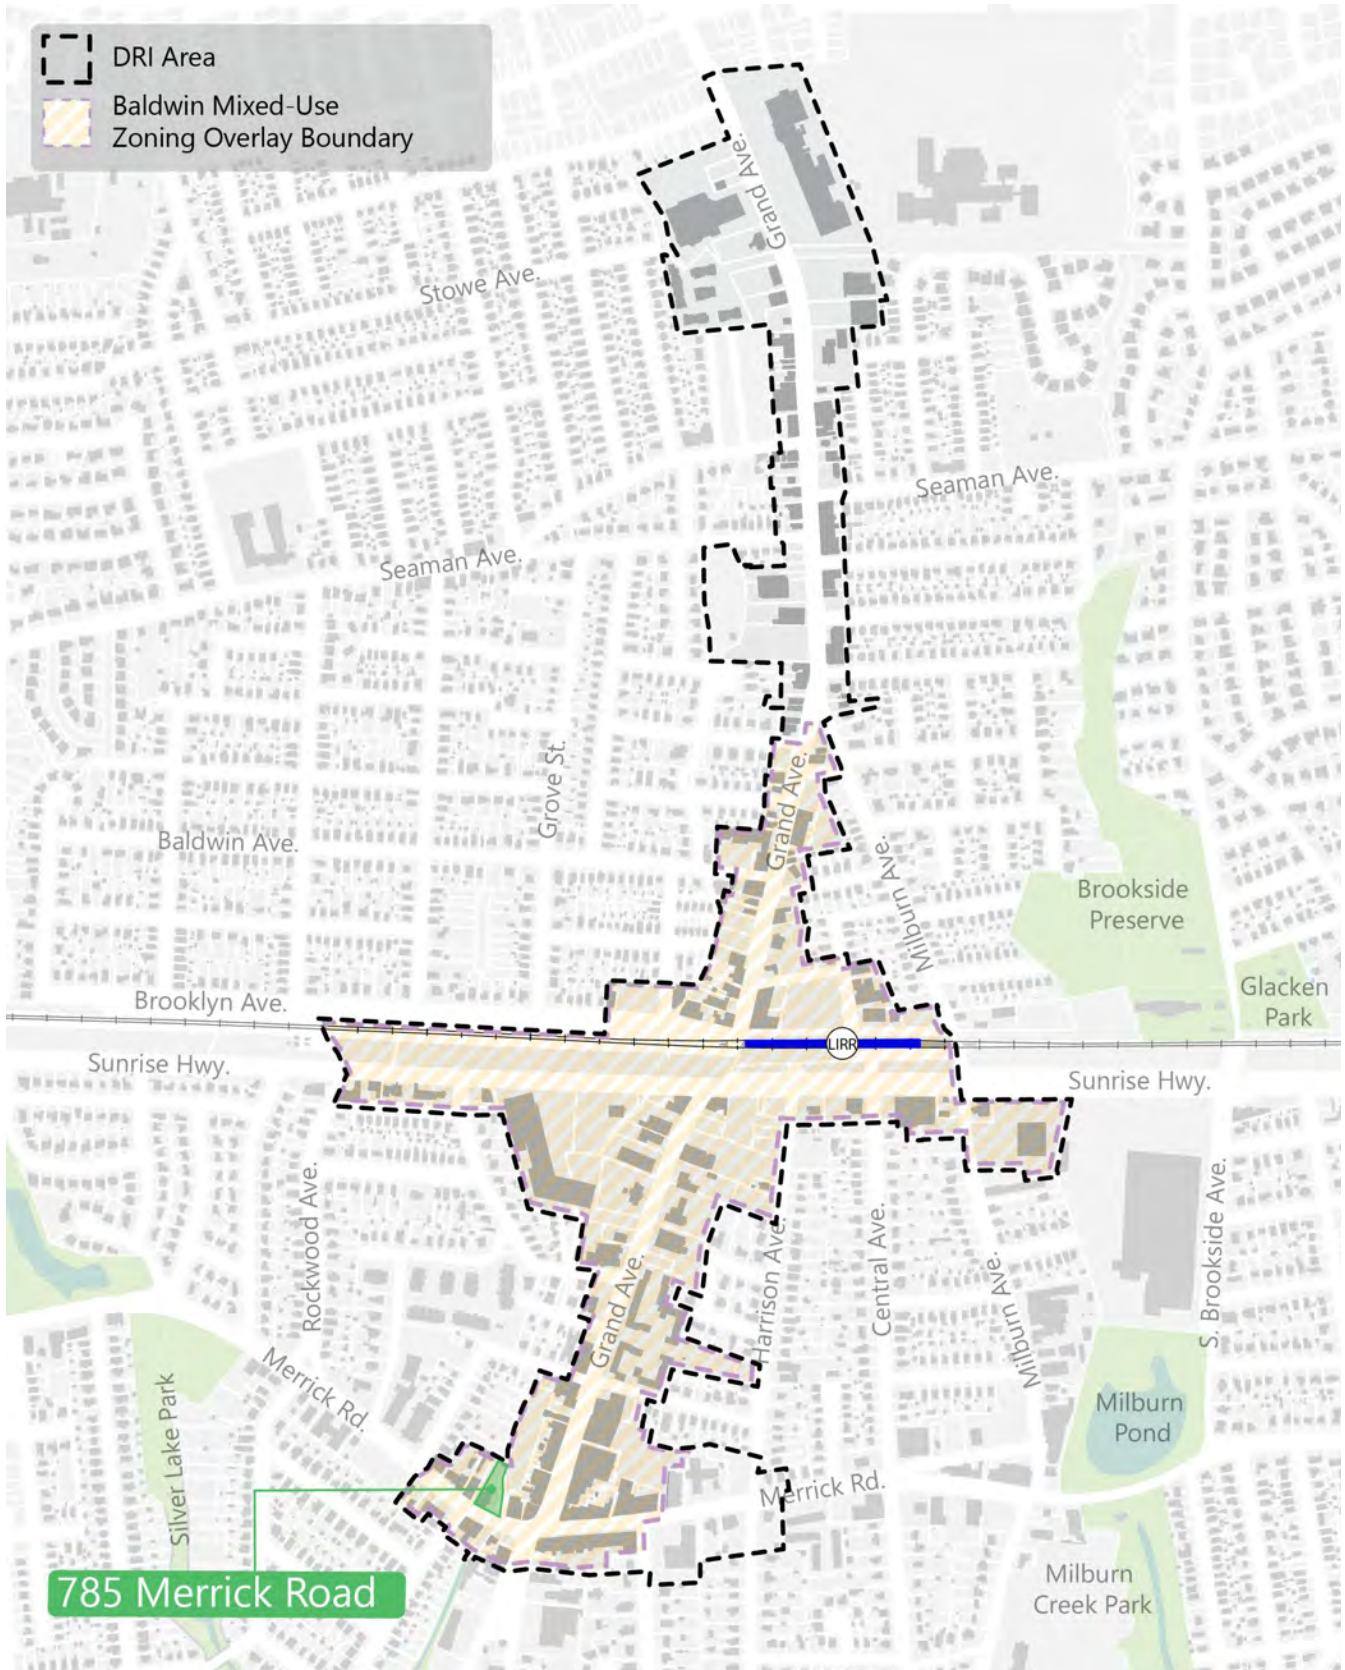 DRI Area
Baldwin Mixed-Use
Zoning Overlay Boundary
Grand Ave.
Stowe Ave.
Seaman Ave.
Seaman Ave.
Grove St.
Grand Ave.
Baldwin Ave.
Milburn Ave.
Brookside
Preserve
Glacken
Park
Brooklyn Ave.
LIRR
Sunrise Hwy.
Sunrise Hwy.
Rockwood Ave.
Grand Ave.
Harrison Ave.
Central Ave.
Milburn Ave.
S. Brookside Ave.
Merrick Rd.
Silver Lake Park
Milburn
Pond
Merrick Rd.
785 Merrick Road
Milburn
Creek Park